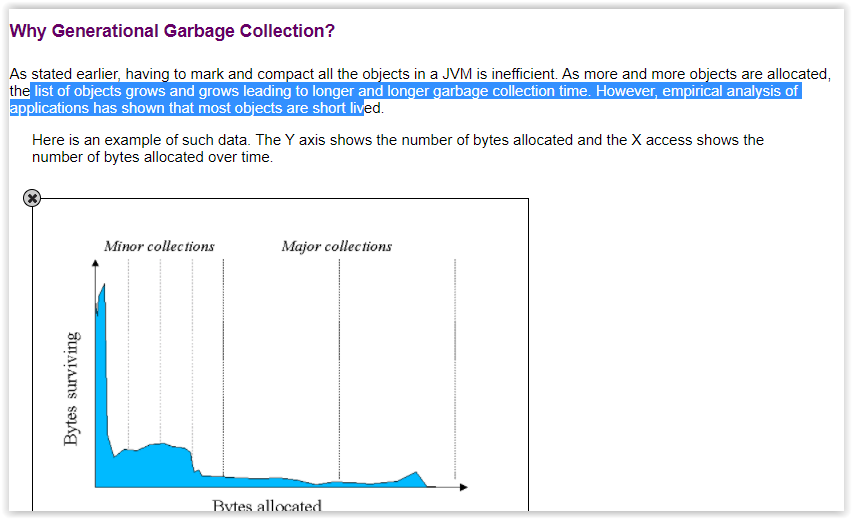 Why Generational Garbage Collection?
As stated earlier, having to mark and compact all the objects in a JVM is inefficient. As more and more objects are allocated,
the list of objects grows and grows leading to longer and longer garbage collection time. However, empirical analysis of
applications has shown that most objects are short lived.
Here is an example of such data. The Y axis shows the number of bytes allocated and the X access shows the
number of bytes allocated over time.
Minor collections
Major collections
Bytes surviving
Bytes allocated